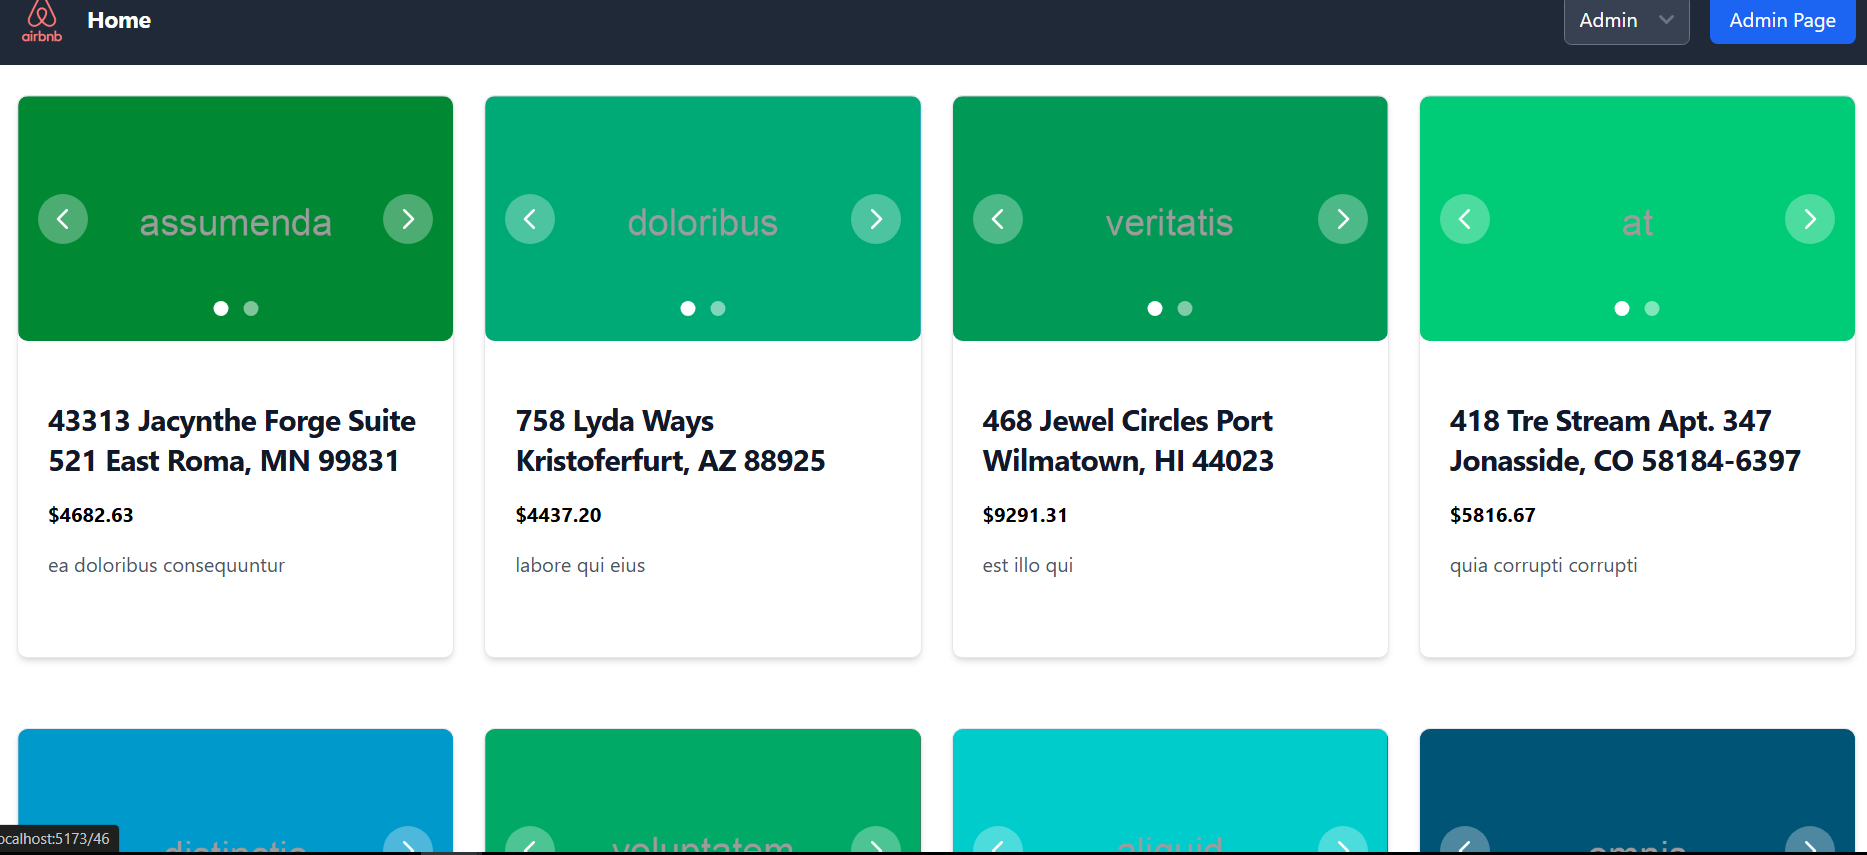 airbnb
Home
Admin
Admin Page
assumenda
doloribus
veritatis
at
43313 Jacynthe Forge Suite
521 East Roma, MN 99831
$4682.63
ea doloribus consequuntur
758 Lyda Ways
Kristoferfurt, AZ 88925
$4437.20
labore qui eius
468 Jewel Circles Port
Wilmatown, HI 44023
$9291.31
est illo qui
418 Tre Stream Apt. 347
Jonasside, CO 58184-6397
$5816.67
quia corrupti corrupti
distinctio
voluptatem
aliquid
omnis
ocalhost:5173/46